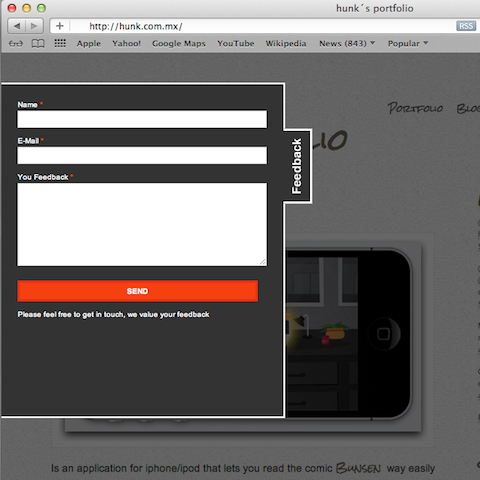 hunk´s portfolio
http://hunk.com.mx/
RSS
Apple Yahoo! Google Maps YouTube Wikipedia News (843) Popular
Portfolio Blog
Name *
E-Mail *
Feedback
You Feedback *
SEND
Please feel free to get in touch, we value your feedback
Is an application for iphone/ipod that lets you read the comic Bunsen way easily